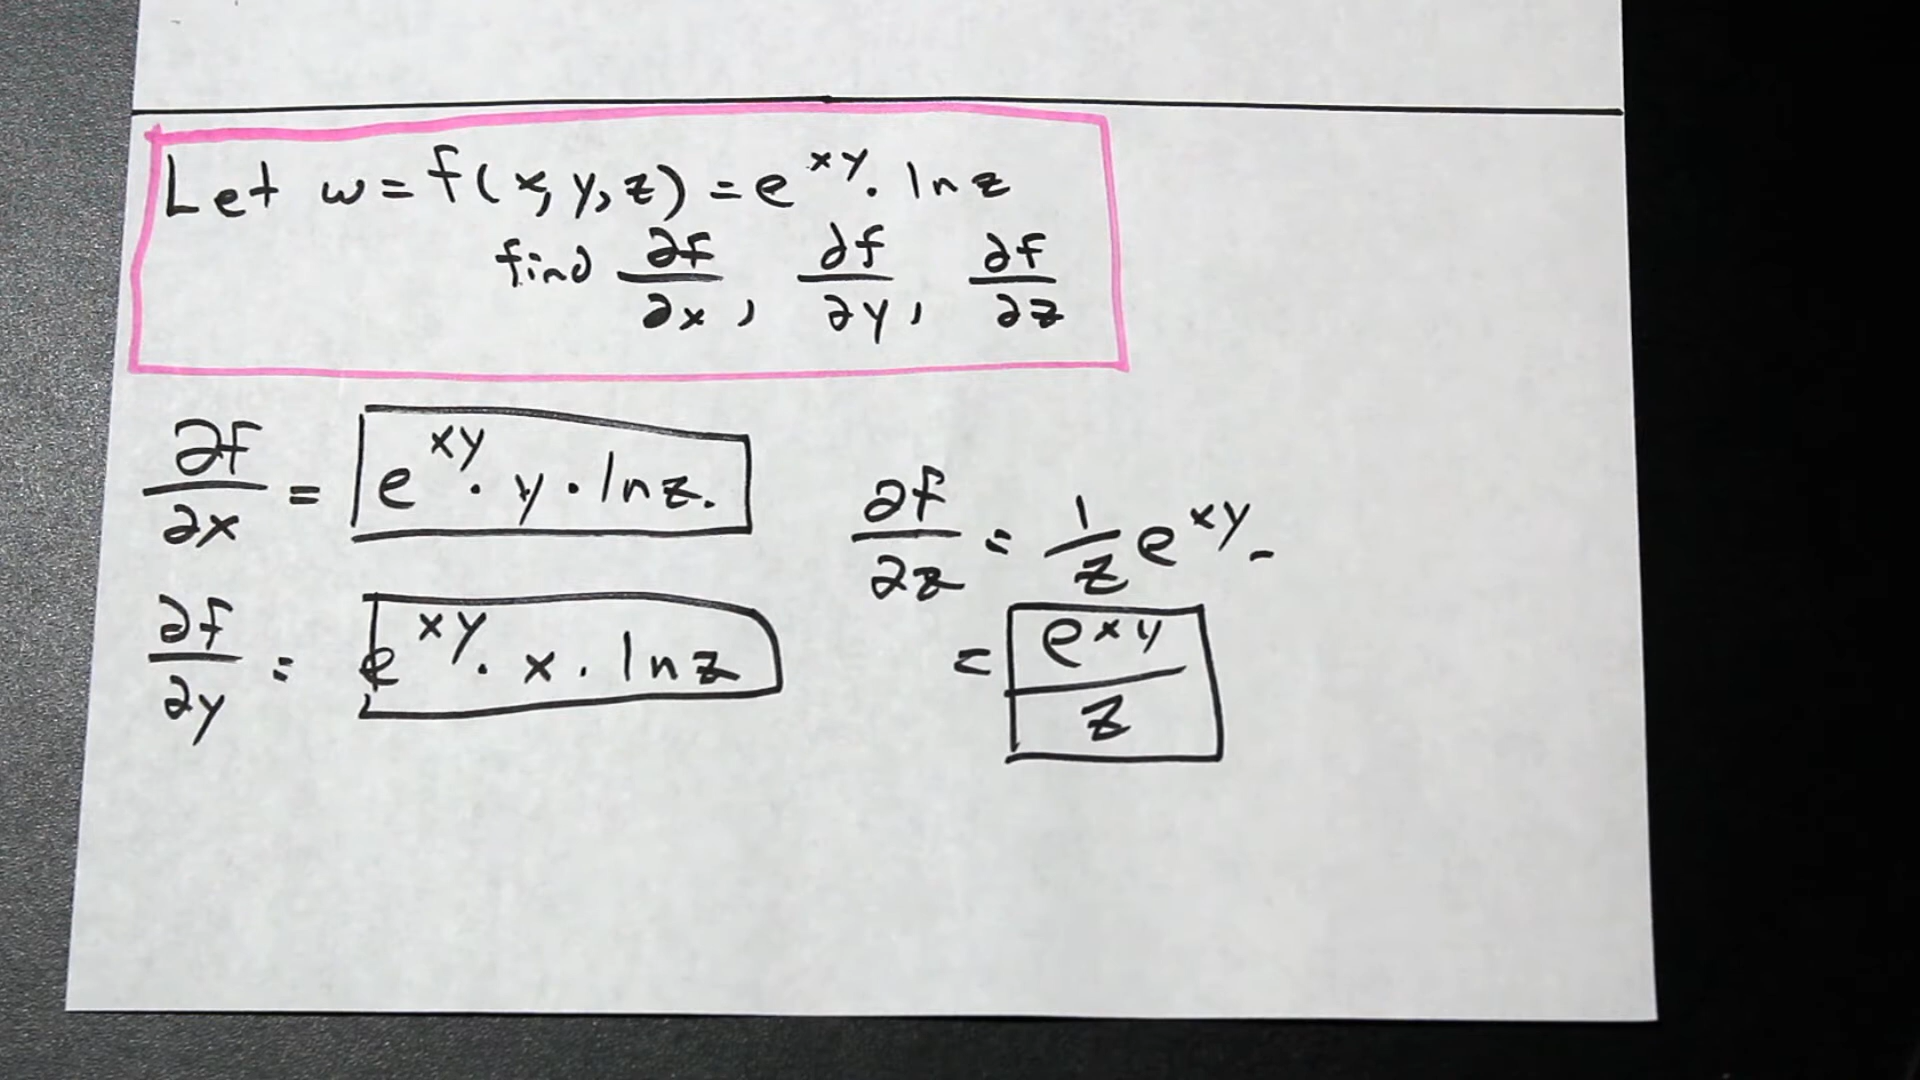 Let w = f(x, y, z) = e^{xy} · ln z
find ∂f/∂x, ∂f/∂y, ∂f/∂z
∂f/∂x = e^{xy} · y · ln z.
∂f/∂y = e^{xy} · x · ln z
∂f/∂z = 1/z e^{xy} -
= e^{xy}/z